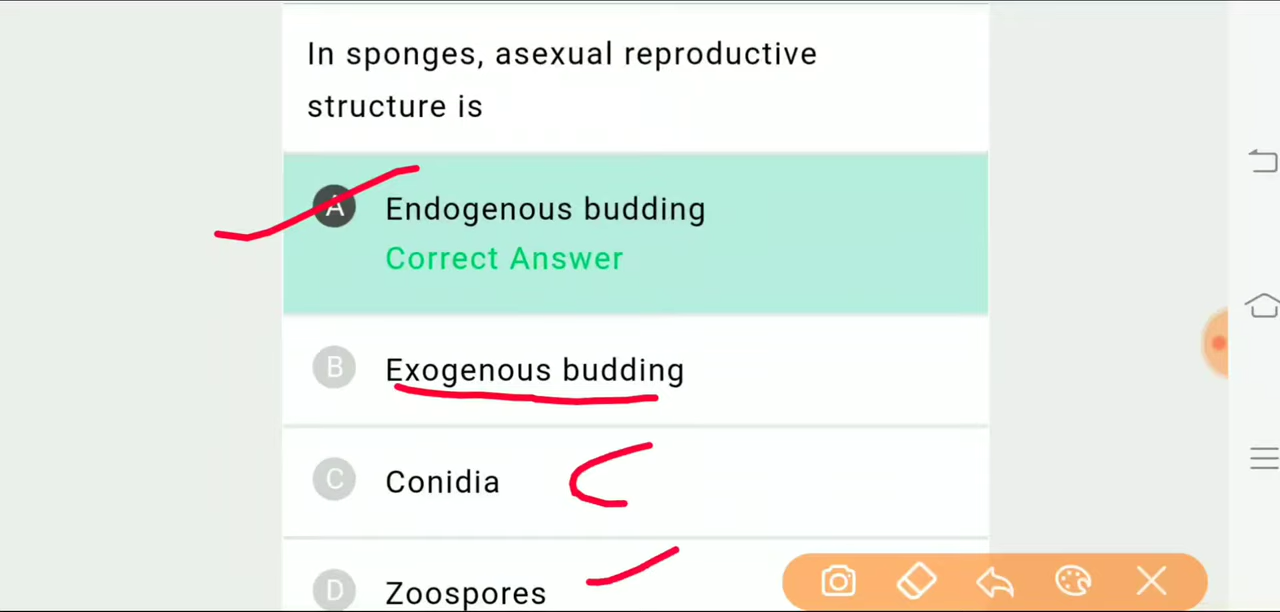 In sponges, asexual reproductive
structure is
A Endogenous budding
Correct Answer
B Exogenous budding
C Conidia
D Zoospores